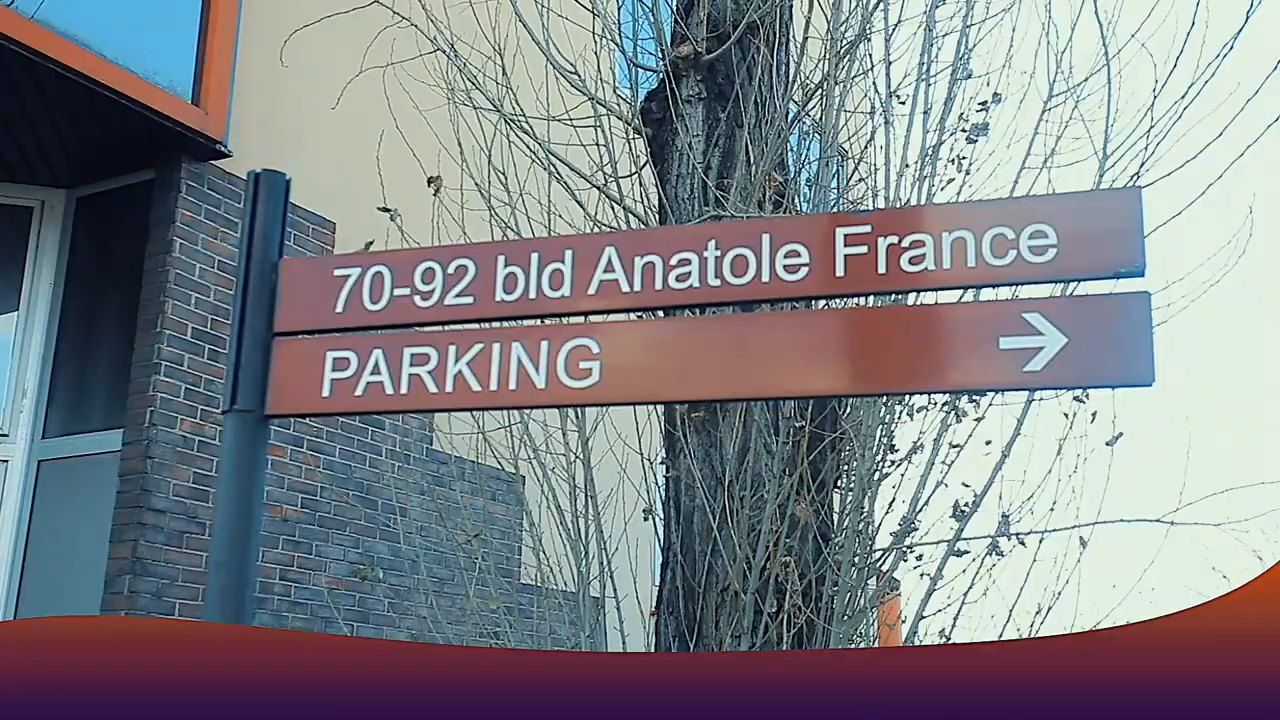 70-92 bld Anatole France
PARKING →